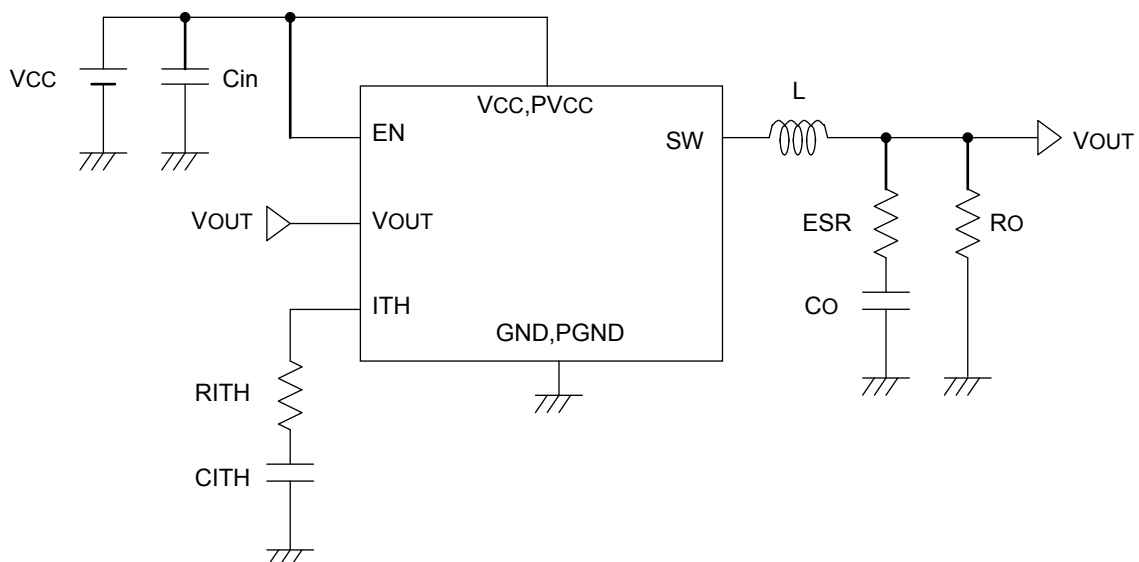 VCC
Cin
VCC,PVCC
L
EN
SW
VOUT
VOUT
VOUT
ESR
RO
ITH
CO
GND,PGND
RITH
CITH